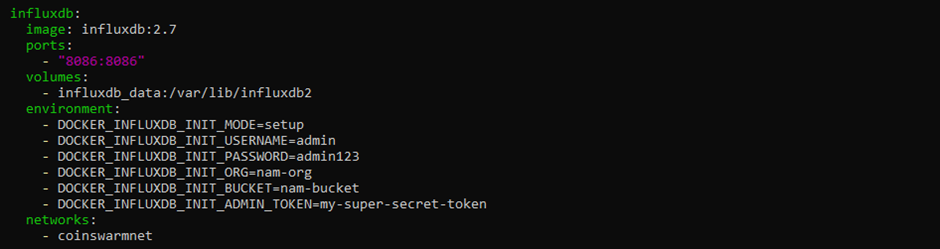 influxdb:
  image: influxdb:2.7
  ports:
    - "8086:8086"
  volumes:
    - influxdb_data:/var/lib/influxdb2
  environment:
    - DOCKER_INFLUXDB_INIT_MODE=setup
    - DOCKER_INFLUXDB_INIT_USERNAME=admin
    - DOCKER_INFLUXDB_INIT_PASSWORD=admin123
    - DOCKER_INFLUXDB_INIT_ORG=nam-org
    - DOCKER_INFLUXDB_INIT_BUCKET=nam-bucket
    - DOCKER_INFLUXDB_INIT_ADMIN_TOKEN=my-super-secret-token
  networks:
    - coinswarmnet